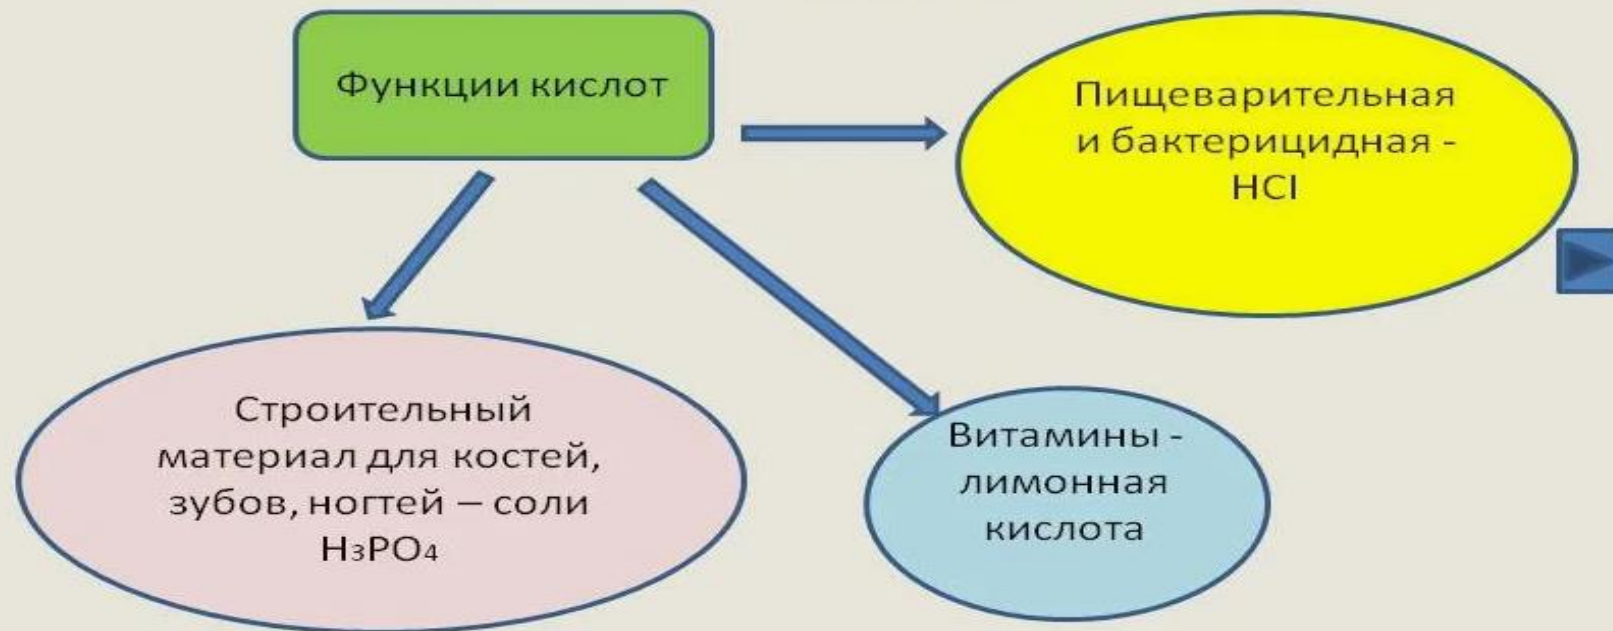 Функции кислот
Пищеварительная
и бактерицидная -
HCl
Строительный
материал для костей,
зубов, ногтей – соли
H₃PO₄
Витамины -
лимонная
кислота